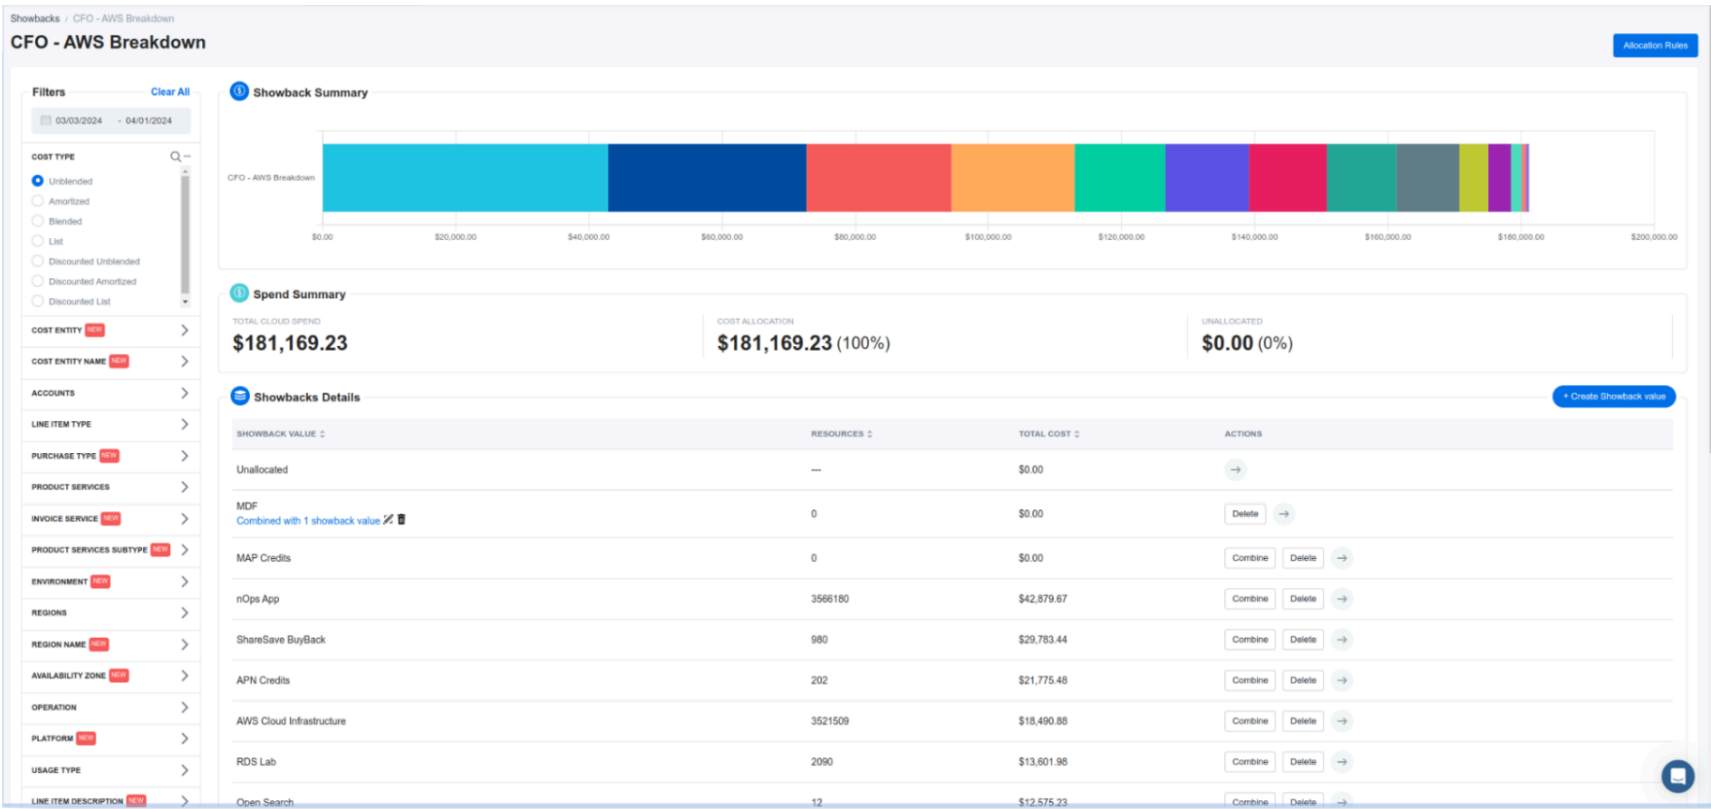 Showbacks / CFO - AWS Breakdown
CFO - AWS Breakdown
Allocation Rules
Filters
Clear All
03/03/2024 - 04/01/2024
COST TYPE
Unblended
Amortized
Blended
List
Discounted Unblended
Discounted Amortized
Discounted List
COST ENTITY NEW
COST ENTITY NAME NEW
ACCOUNTS
LINE ITEM TYPE
PURCHASE TYPE NEW
PRODUCT SERVICES
INVOICE SERVICE NEW
PRODUCT SERVICES SUBTYPE NEW
ENVIRONMENT NEW
REGIONS
REGION NAME NEW
AVAILABILITY ZONE NEW
OPERATION
PLATFORM NEW
USAGE TYPE
LINE ITEM DESCRIPTION NEW
Showback Summary
CFO - AWS Breakdown
$0.00 $20,000.00 $40,000.00 $60,000.00 $80,000.00 $100,000.00 $120,000.00 $140,000.00 $160,000.00 $180,000.00 $200,000.00
Spend Summary
TOTAL CLOUD SPEND
$181,169.23
COST ALLOCATION
$181,169.23 (100%)
UNALLOCATED
$0.00 (0%)
Showbacks Details
+ Create Showback value
SHOWBACK VALUE RESOURCES TOTAL COST ACTIONS
Unallocated --- $0.00
MDF
Combined with 1 showback value 0 $0.00 Delete
MAP Credits 0 $0.00 Combine Delete
nOps App 3566180 $42,879.67 Combine Delete
ShareSave BuyBack 980 $29,783.44 Combine Delete
APN Credits 202 $21,775.48 Combine Delete
AWS Cloud Infrastructure 3521509 $18,490.88 Combine Delete
RDS Lab 2090 $13,601.98 Combine Delete
Open Search 12 $12,575.23 Combine Delete